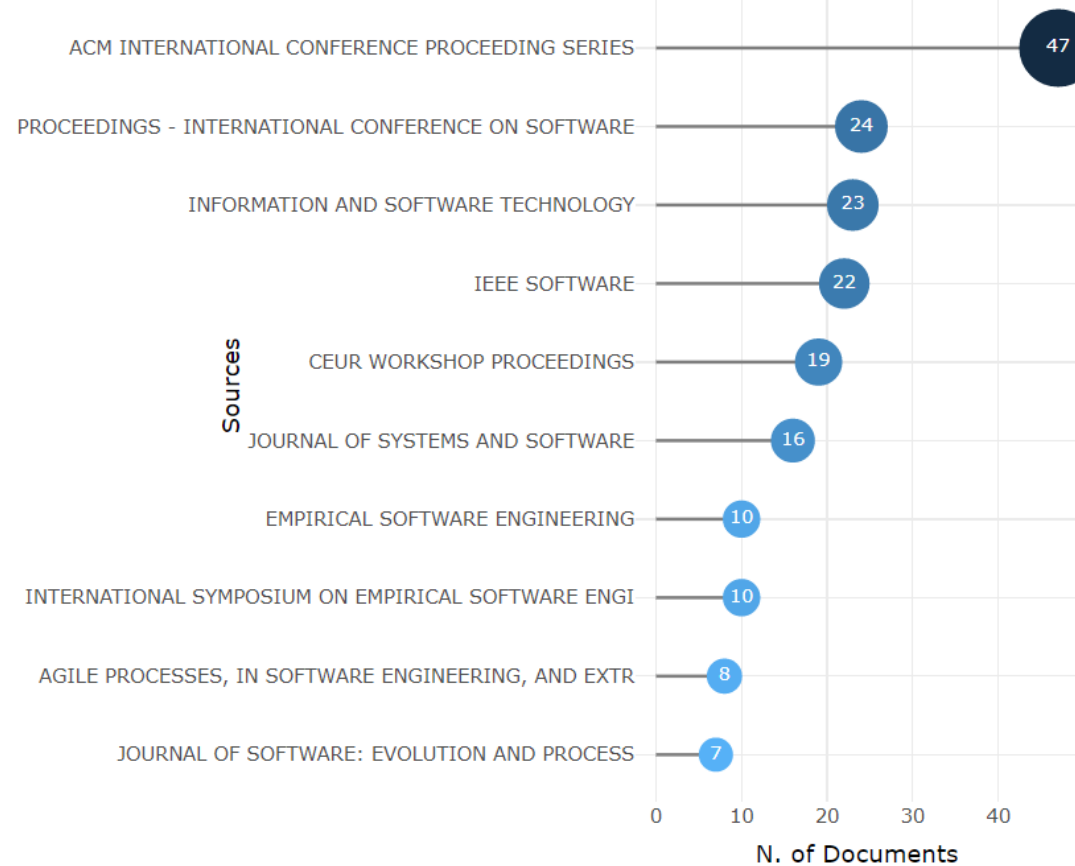 ACM INTERNATIONAL CONFERENCE PROCEEDING SERIES 47
PROCEEDINGS - INTERNATIONAL CONFERENCE ON SOFTWARE 24
INFORMATION AND SOFTWARE TECHNOLOGY 23
IEEE SOFTWARE 22
CEUR WORKSHOP PROCEEDINGS 19
Sources
JOURNAL OF SYSTEMS AND SOFTWARE 16
EMPIRICAL SOFTWARE ENGINEERING 10
INTERNATIONAL SYMPOSIUM ON EMPIRICAL SOFTWARE ENGI 10
AGILE PROCESSES, IN SOFTWARE ENGINEERING, AND EXTR 8
JOURNAL OF SOFTWARE: EVOLUTION AND PROCESS 7
0 10 20 30 40
N. of Documents